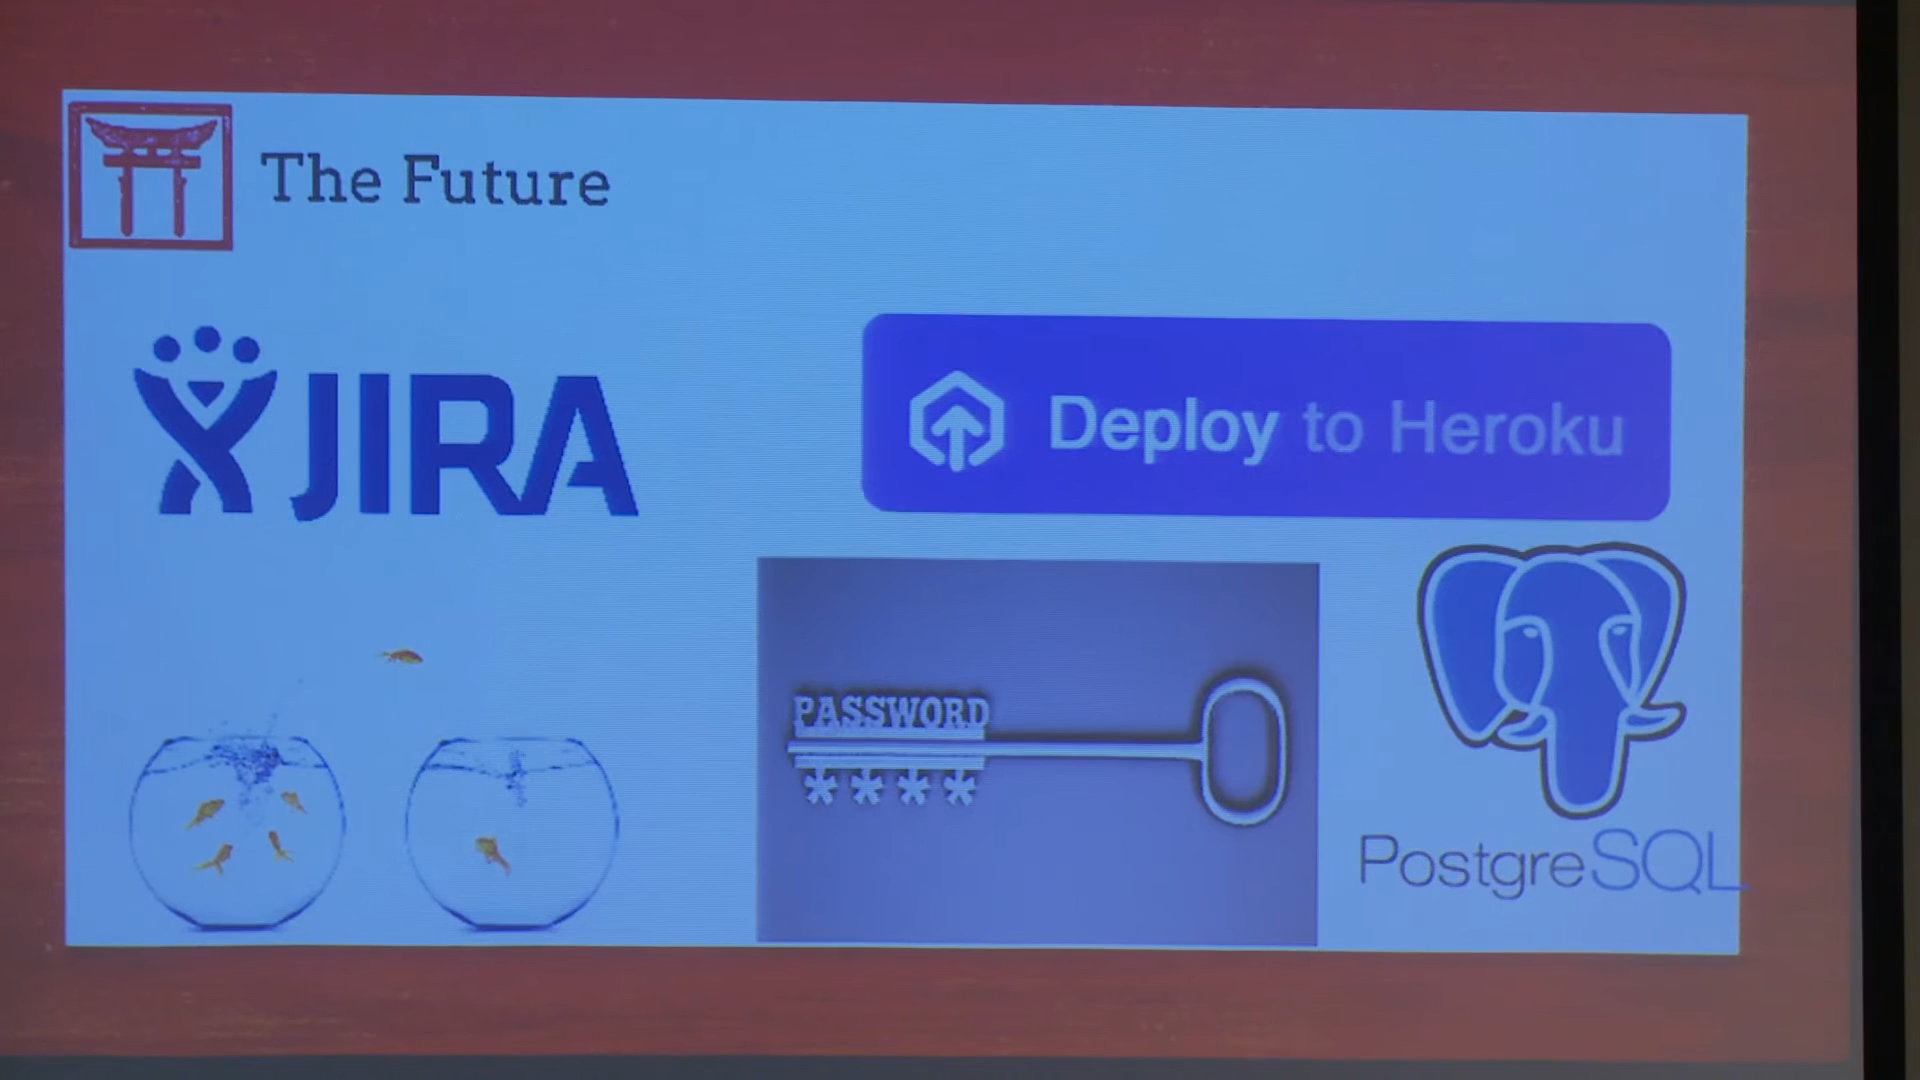 The Future
JIRA
Deploy to Heroku
PASSWORD
****
PostgreSQL